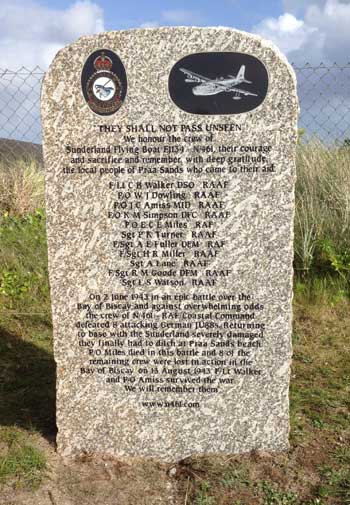 THEY SHALL NOT PASS UNSEEN
We honour the crew of
Sunderland Flying Boat EJ134 - N461, their courage
and sacrifice and remember, with deep gratitude,
the local people of Praa Sands who came to their aid.
F/Lt C B Walker DSO RAAF
P/O W J Dowling RAAF
P/O J C Amiss MID RAAF
F/O K M Simpson DFC RAAF
P/O E C E Miles RAF
Sgt P K Turner RAAF
F/Sgt A E Fuller DFM RAF
F/Sgt H R Miller BAAF
Sgt A Lane RAAF
F/Sgt R M Goode DFM RAAF
Sgt L S Watson RAAF
On 2 June 1943 in an epic battle over the
Bay of Biscay and against overwhelming odds
the crew of N-461 - RAF Coastal Command
defeated 8 attacking German JU88s. Returning
to base with the Sunderland severely damaged
they finally had to ditch at Praa Sands beach.
P/O Miles died in this battle and 8 of the
remaining crew were lost in action in the
Bay of Biscay on 13 August 1943. F/Lt Walker
and P/O Amiss survived the war.
We will remember them
www.n461.com